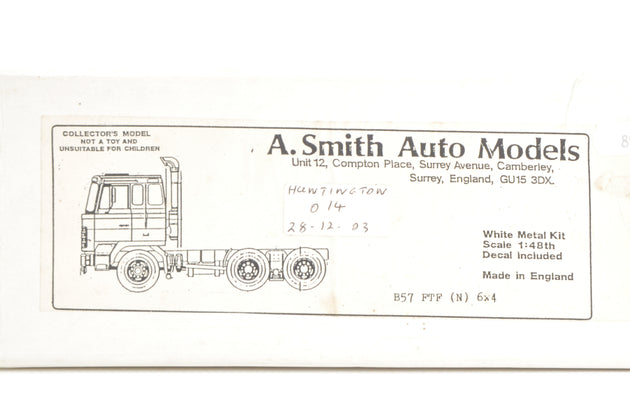 COLLECTOR'S MODEL
NOT A TOY AND
UNSUITABLE FOR CHILDREN
A. Smith Auto Models
Unit 12, Compton Place, Surrey Avenue, Camberley,
Surrey, England, GU15 3DX.
HUNTINGTON
0 14
28-12-03
White Metal Kit
Scale 1:48th
Decal Included
Made in England
B57 FTF (N) 6x4